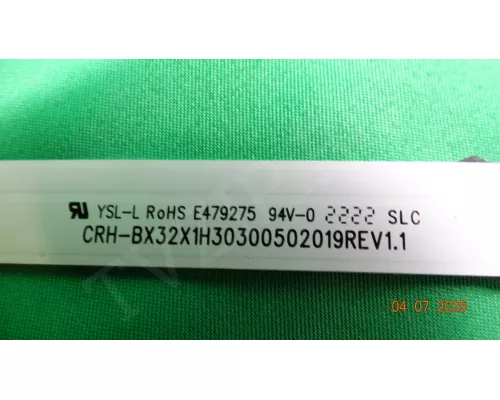 YSL-L RoHS E479275 94V-0 2222 SLC
CRH-BX32X1H30300502019REV1.1
04 07 2026